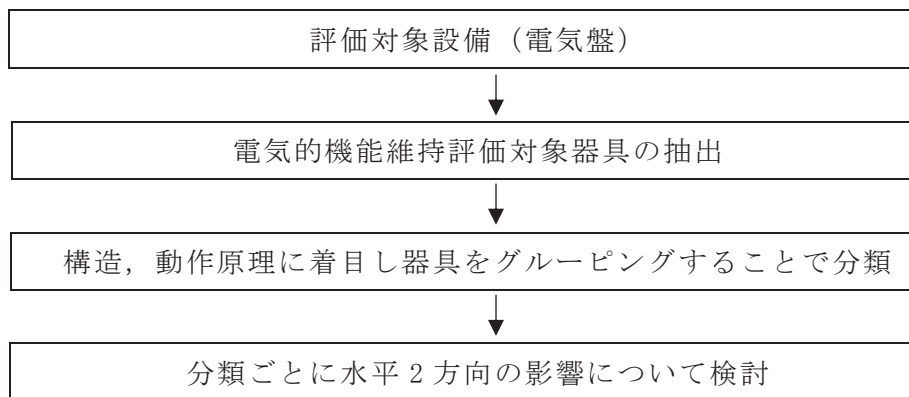 評価対象設備（電気盤）
電気的機能維持評価対象器具の抽出
構造，動作原理に着目し器具をグルーピングすることで分類
分類ごとに水平２方向の影響について検討